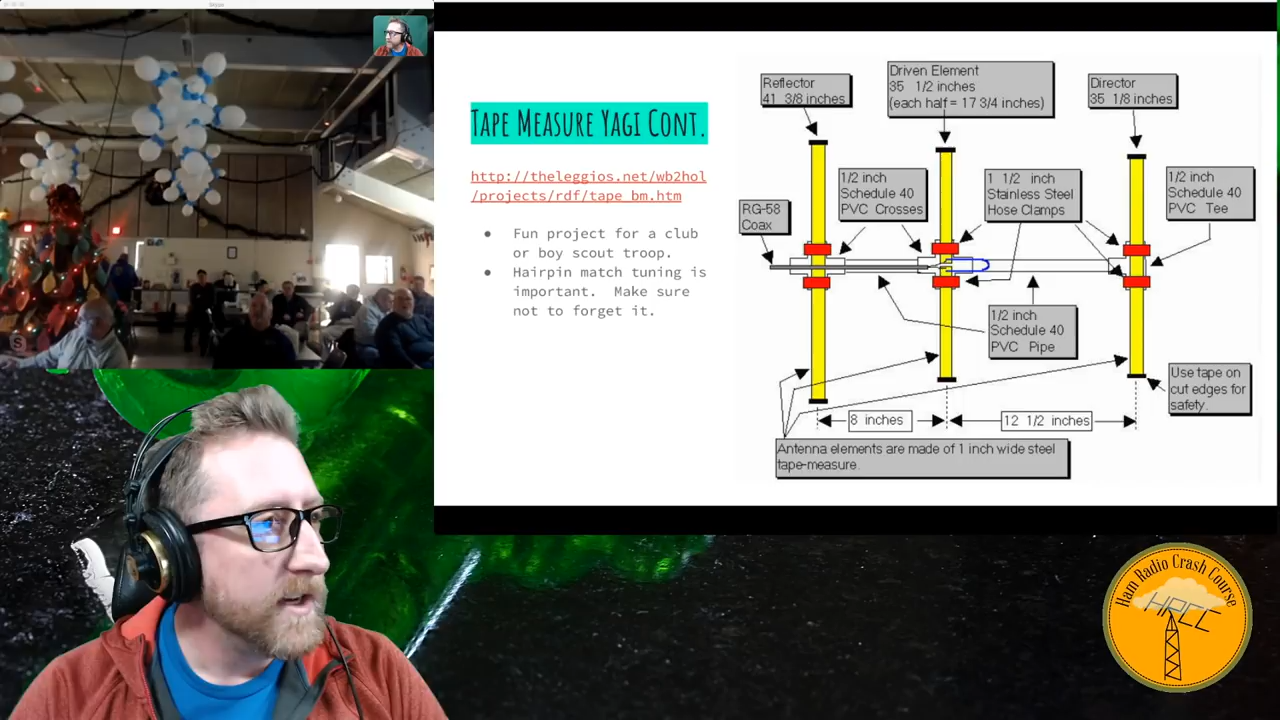 Skype
TAPE MEASURE YAGI CONT.
http://theleggios.net/wb2hol
/projects/rdf/tape_bm.htm
● Fun project for a club
or boy scout troop.
● Hairpin match tuning is
important. Make sure
not to forget it.
Reflector
41 3/8 inches
Driven Element
35 1/2 inches
(each half = 17 3/4 inches)
Director
35 1/8 inches
RG-58
Coax
1/2 inch
Schedule 40
PVC Crosses
1 1/2 inch
Stainless Steel
Hose Clamps
1/2 inch
Schedule 40
PVC Tee
1/2 inch
Schedule 40
PVC Pipe
Use tape on
cut edges for
safety.
8 inches
12 1/2 inches
Antenna elements are made of 1 inch wide steel
tape-measure.
Ham Radio Crash Course
HRCC